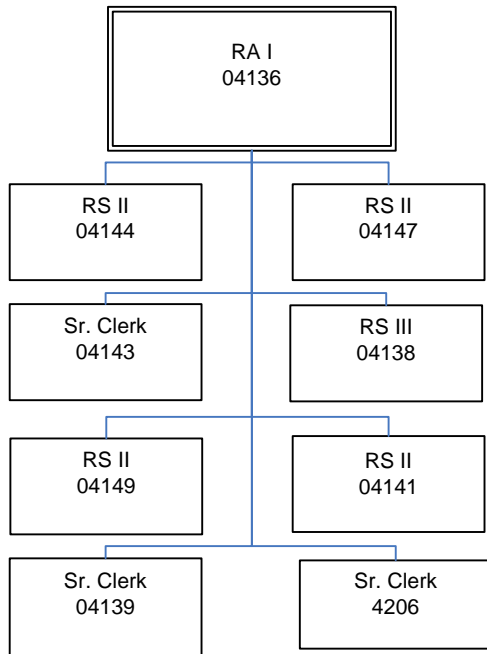 RA I
04136
RS II
04144
RS II
04147
Sr. Clerk
04143
RS III
04138
RS II
04149
RS II
04141
Sr. Clerk
04139
Sr. Clerk
4206